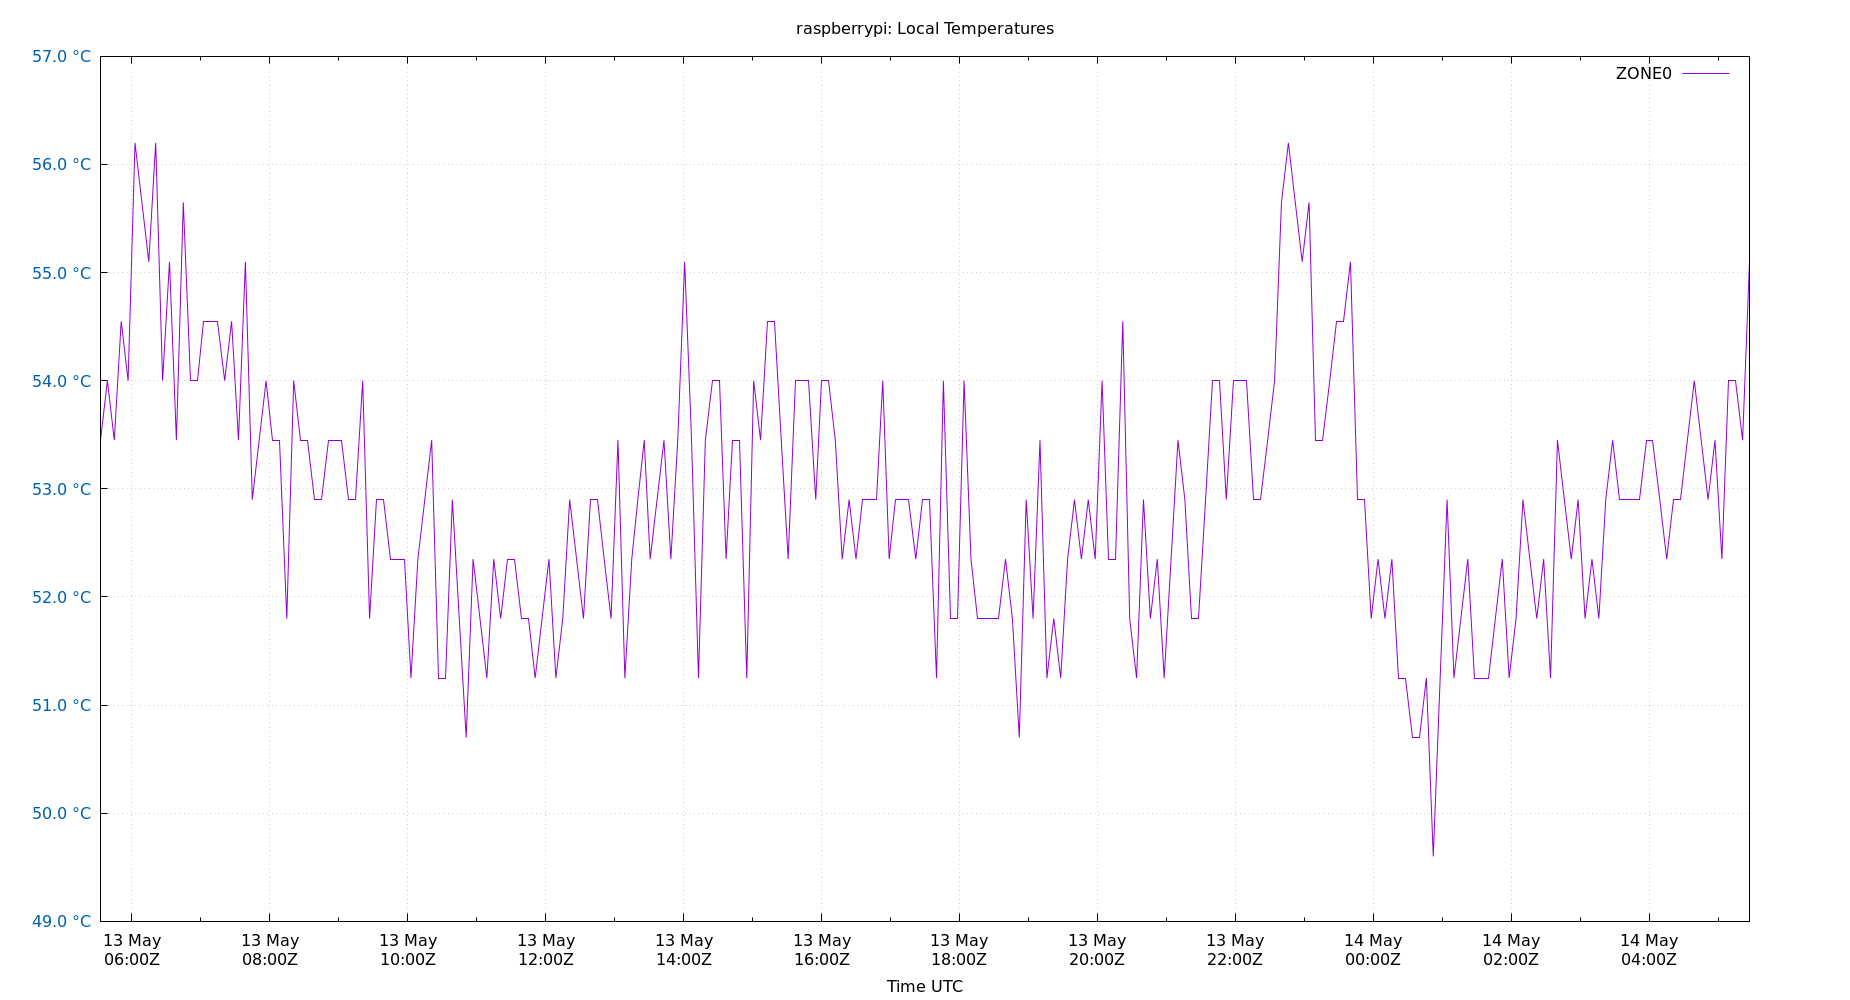 raspberrypi: Local Temperatures
57.0 °C
ZONE0
56.0 °C
55.0 °C
54.0 °C
53.0 °C
52.0 °C
51.0 °C
50.0 °C
49.0 °C
13 May 13 May 13 May 13 May 13 May 13 May 13 May 13 May 13 May 14 May 14 May 14 May
06:00Z 08:00Z 10:00Z 12:00Z 14:00Z 16:00Z 18:00Z 20:00Z 22:00Z 00:00Z 02:00Z 04:00Z
Time UTC